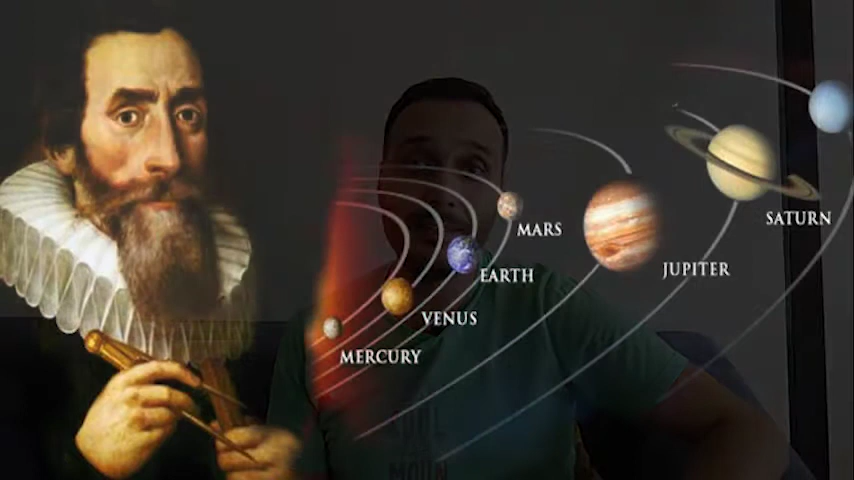 MARS
SATURN
JUPITER
EARTH
VENUS
MERCURY